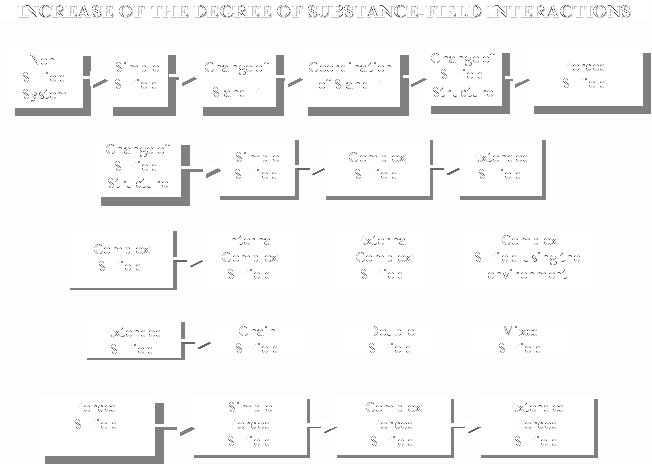 INCREASE OF THE DEGREE OF SUBSTANCE-FIELD INTERACTIONS
Non
Su-Field
System
Simple
Su-Field
Change of
S and F
Coordination
of S and F
Change of
Su-Field
Structure
Forced
Su-Field
Change of
Su-Field
Structure
Simple
Su-Field
Complex
Su-Field
Extended
Su-Field
Complex
Su-Field
Internal
Complex
Su-Field
External
Complex
Su-Field
Complex
Su-Field using the
environment
Extended
Su-Field
Chain
Su-Field
Double
Su-Field
Mixed
Su-Field
Forced
Su-Field
Simple
Forced
Su-Field
Complex
Forced
Su-Field
Extended
Forced
Su-Field